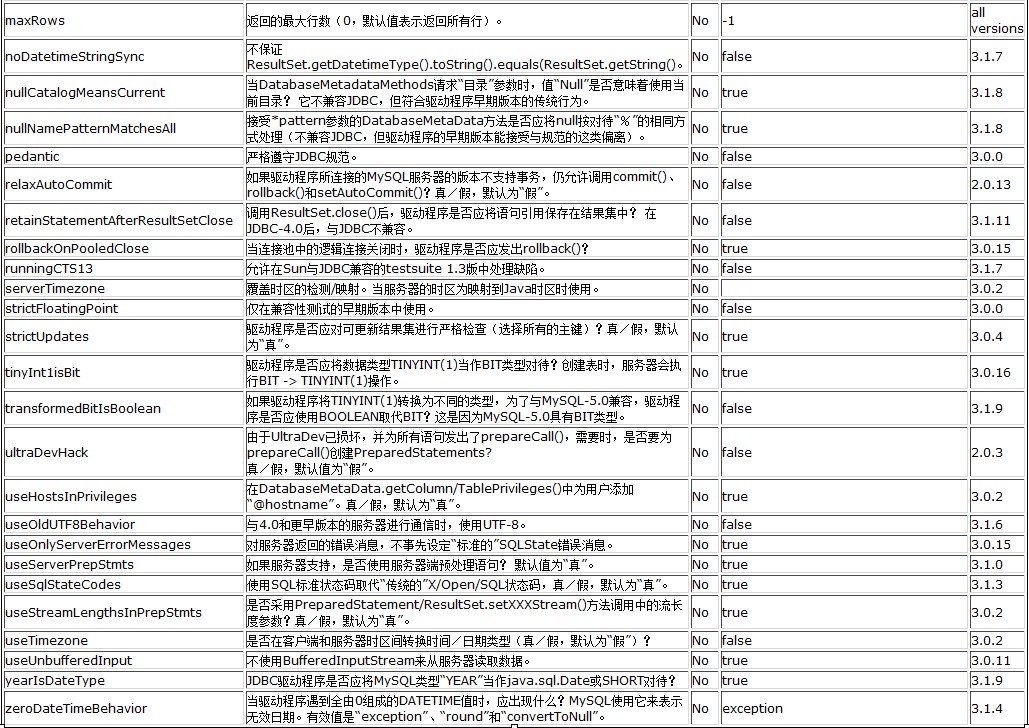 maxRows 返回的最大行数（0，默认值表示返回所有行）。 No -1 all versions
noDatetimeStringSync 不保证 ResultSet.getDatetimeType().toString().equals(ResultSet.getString()。 No false 3.1.7
nullCatalogMeansCurrent 当DatabaseMetadataMethods请求“目录”参数时，值“Null”是否意味着使用当前目录？ 它不兼容JDBC，但符合驱动程序早期版本的传统行为。 No true 3.1.8
nullNamePatternMatchesAll 接受*pattern参数的DatabaseMetaData方法是否应将null按对待“%”的相同方式处理（不兼容JDBC，但驱动程序的早期版本能接受与规范的这类偏离）。 No true 3.1.8
pedantic 严格遵守JDBC规范。 No false 3.0.0
relaxAutoCommit 如果驱动程序所连接的MySQL服务器的版本不支持事务，仍允许调用commit()、rollback()和setAutoCommit()？真／假，默认为“假”。 No false 2.0.13
retainStatementAfterResultSetClose 调用ResultSet.close()后，驱动程序是否应将语句引用保存在结果集中？ 在JDBC-4.0后，与JDBC不兼容。 No false 3.1.11
rollbackOnPooledClose 当连接池中的逻辑连接关闭时，驱动程序是否应发出rollback()？ No true 3.0.15
runningCTS13 允许在Sun与JDBC兼容的testsuite 1.3版中处理缺陷。 No false 3.1.7
serverTimezone 覆盖时区的检测/映射。当服务器的时区为映射到Java时区时使用。 No 3.0.2
strictFloatingPoint 仅在兼容性测试的早期版本中使用。 No false 3.0.0
strictUpdates 驱动程序是否应对可更新结果集进行严格检查（选择所有的主键）？真／假，默认为“真”。 No true 3.0.4
tinyInt1isBit 驱动程序是否应将数据类型TINYINT(1)当作BIT类型对待？创建表时，服务器会执行BIT -> TINYINT(1)操作。 No true 3.0.16
transformedBitIsBoolean 如果驱动程序将TINYINT(1)转换为不同的类型，为了与MySQL-5.0兼容，驱动程序是否应使用BOOLEAN取代BIT？这是因为MySQL-5.0具有BIT类型。 No false 3.1.9
ultraDevHack 由于UltraDev已损坏，并为所有语句发出了prepareCall()，需要时，是否要为prepareCall()创建PreparedStatements? 真／假，默认值为“假”。 No false 2.0.3
useHostsInPrivileges 在DatabaseMetaData.getColumn/TablePrivileges()中为用户添加“@hostname”。真／假，默认为“真”。 No true 3.0.2
useOldUTF8Behavior 与4.0和更早版本的服务器进行通信时，使用UTF-8。 No false 3.1.6
useOnlyServerErrorMessages 对服务器返回的错误消息，不事先设定“标准的”SQLState错误消息。 No true 3.0.15
useServerPrepStmts 如果服务器支持，是否使用服务器端预处理语句？ 默认值为“真”。 No true 3.1.0
useSqlStateCodes 使用SQL标准状态码取代“传统的”X/Open/SQL状态码，真／假，默认为“真”。 No true 3.1.3
useStreamLengthsInPrepStmts 是否采用PreparedStatement/ResultSet.setXXXStream()方法调用中的流长度参数？真／假，默认为“真”。 No true 3.0.2
useTimezone 是否在客户端和服务器时区间转换时间／日期类型（真／假，默认为“假”）？ No false 3.0.2
useUnbufferedInput 不使用BufferedInputStream来从服务器读取数据。 No true 3.0.11
yearIsDateType JDBC驱动程序是否应将MySQL类型“YEAR”当作java.sql.Date或SHORT对待？ No true 3.1.9
zeroDateTimeBehavior 当驱动程序遇到全由0组成的DATETIME值时，应出现什么？MySQL使用它来表示无效日期。有效值是“exception”、“round”和“convertToNull”。 No exception 3.1.4